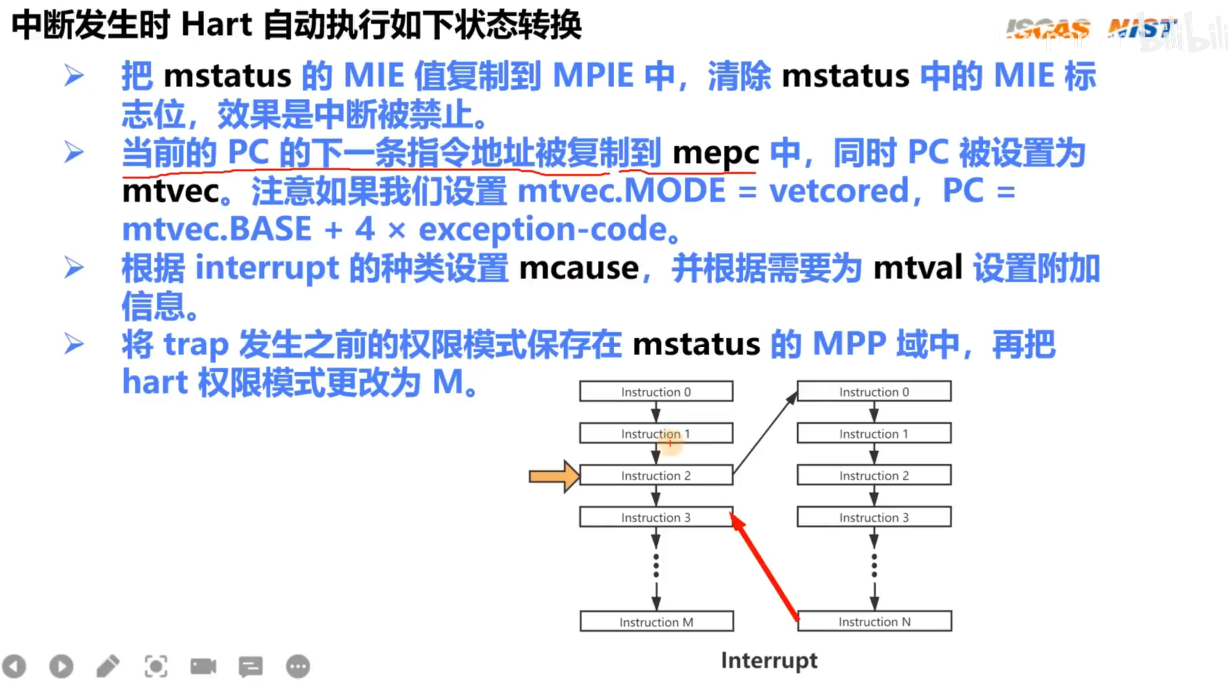 中断发生时 Hart 自动执行如下状态转换
ISCAS NIST
bilibili
把 mstatus 的 MIE 值复制到 MPIE 中，清除 mstatus 中的 MIE 标
志位，效果是中断被禁止。
当前的 PC 的下一条指令地址被复制到 mepc 中，同时 PC 被设置为
mtvec。注意如果我们设置 mtvec.MODE = vetcored，PC =
mtvec.BASE + 4 × exception-code。
根据 interrupt 的种类设置 mcause，并根据需要为 mtval 设置附加
信息。
将 trap 发生之前的权限模式保存在 mstatus 的 MPP 域中，再把
hart 权限模式更改为 M。
Instruction 0
Instruction 1
Instruction 2
Instruction 3
Instruction M
Instruction 0
Instruction 1
Instruction 2
Instruction 3
Instruction N
Interrupt